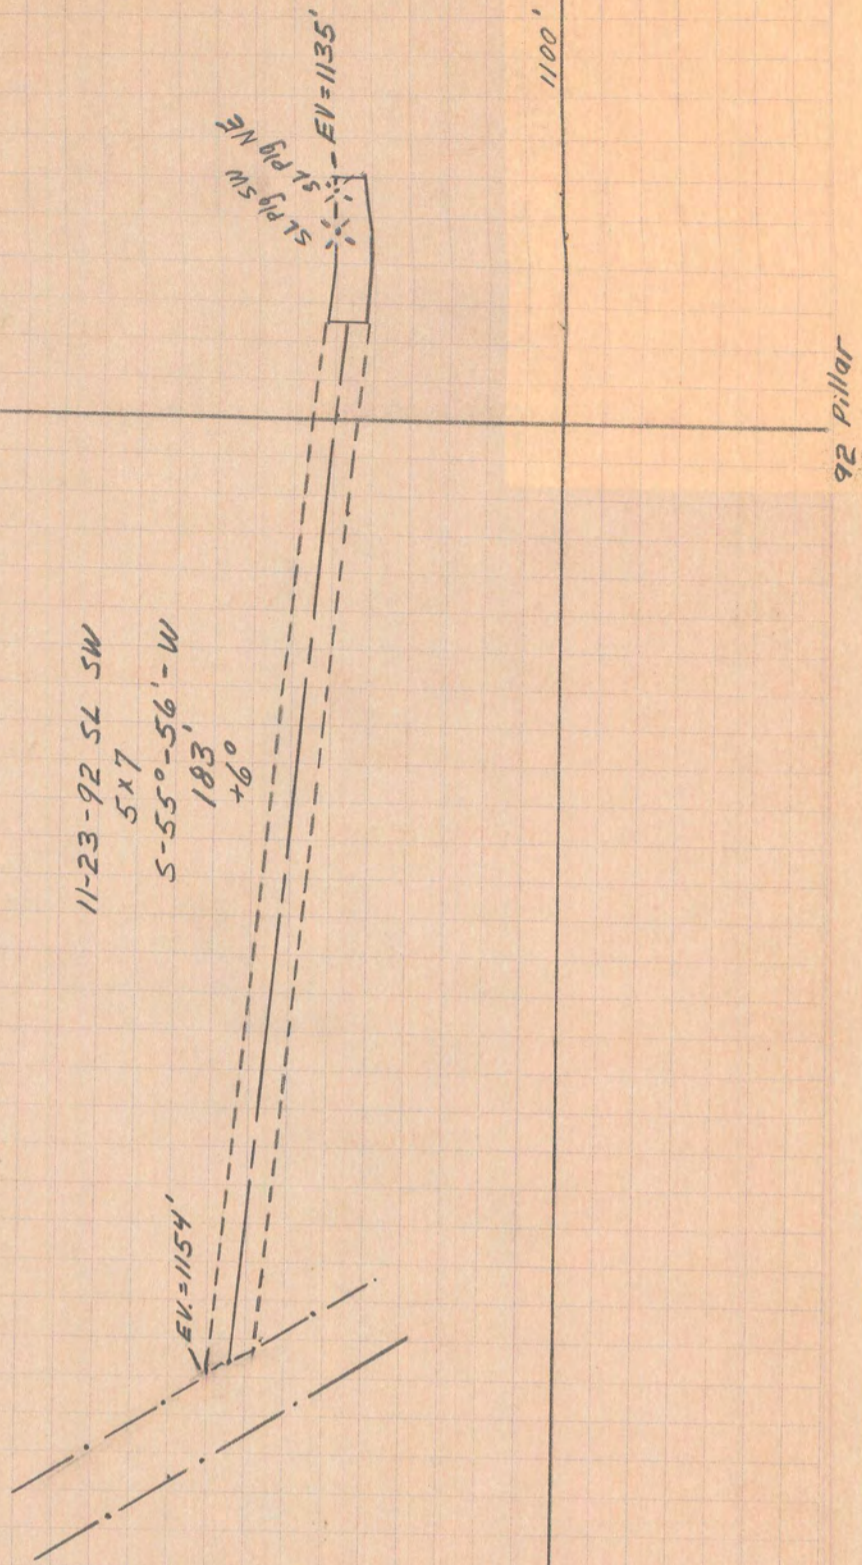 1100'
EV=1135'
SL Plg NE
SL Plg SW
92 Pillar
11-23-92 SL SW
5x7
S-55°-56'-W
183'
+6°
EV.=1154'